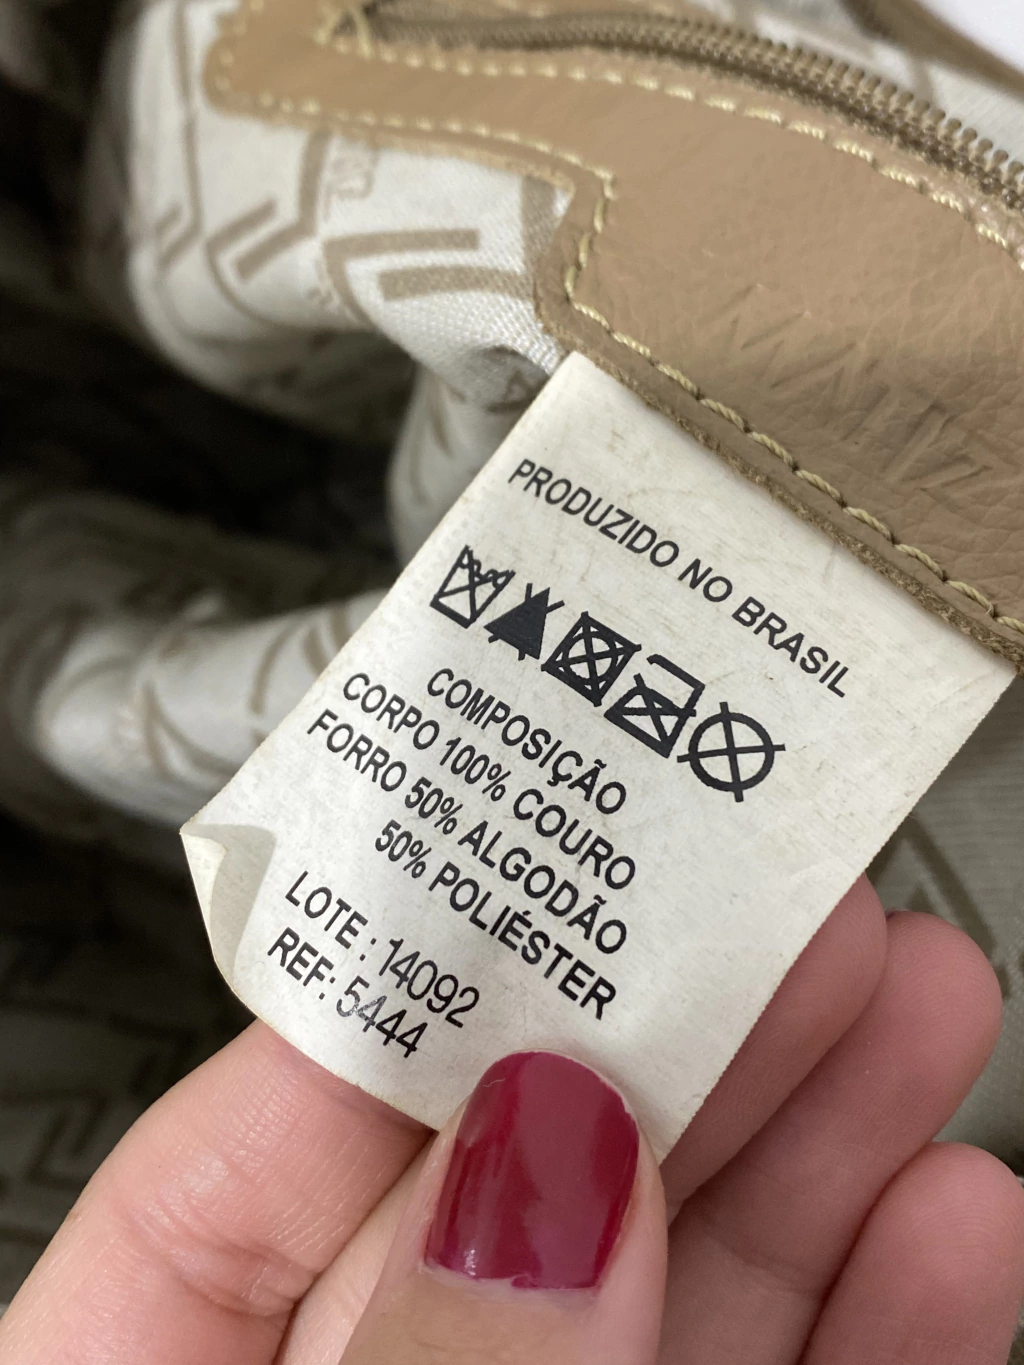 PRODUZIDO NO BRASIL
COMPOSIÇÃO
CORPO 100% COURO
FORRO 50% ALGODÃO
50% POLIÉSTER
LOTE : 14092
REF: 5444